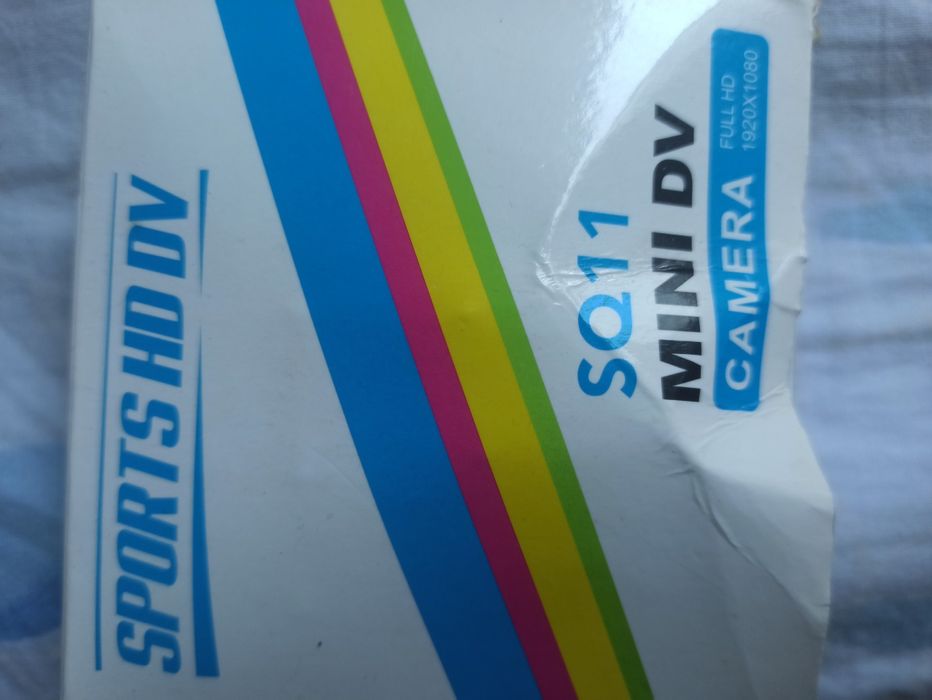 SPORTS HD DV
SQ11
MINI DV
CAMERA FULL HD
1920X1080